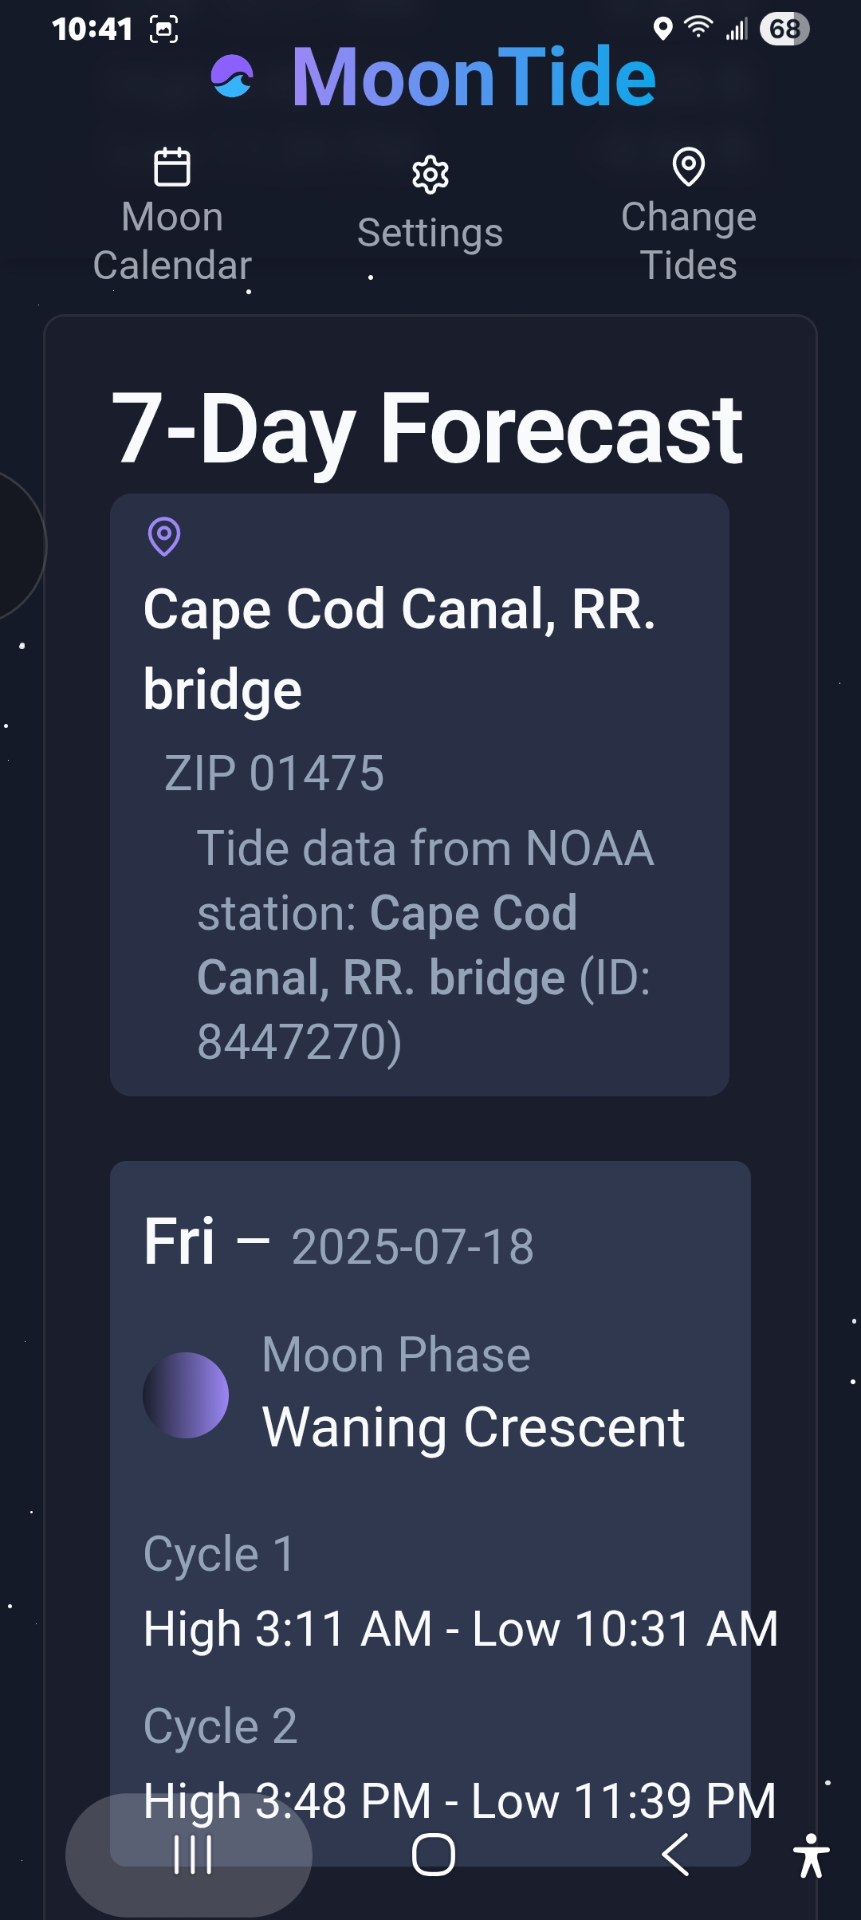 10:41
68
MoonTide
Moon
Calendar
Settings
Change
Tides
7-Day Forecast
Cape Cod Canal, RR.
bridge
ZIP 01475
Tide data from NOAA
station: Cape Cod
Canal, RR. bridge (ID:
8447270)
Fri – 2025-07-18
Moon Phase
Waning Crescent
Cycle 1
High 3:11 AM - Low 10:31 AM
Cycle 2
High 3:48 PM - Low 11:39 PM